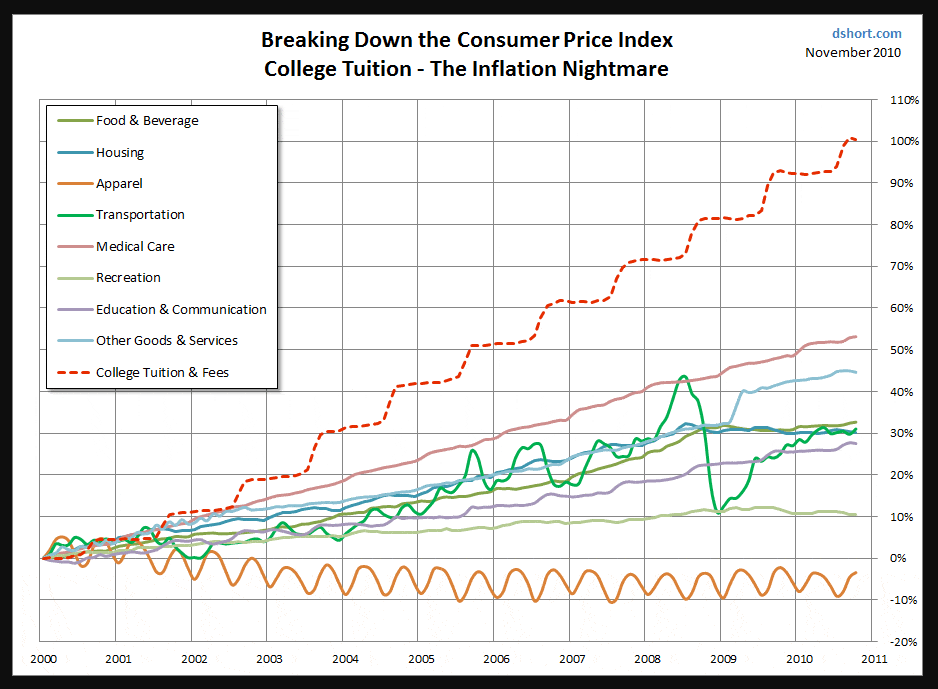 Breaking Down the Consumer Price Index
College Tuition - The Inflation Nightmare
dshort.com
November 2010
Food & Beverage
Housing
Apparel
Transportation
Medical Care
Recreation
Education & Communication
Other Goods & Services
College Tuition & Fees
110%
100%
90%
80%
70%
60%
50%
40%
30%
20%
10%
0%
-10%
-20%
2000 2001 2002 2003 2004 2005 2006 2007 2008 2009 2010 2011